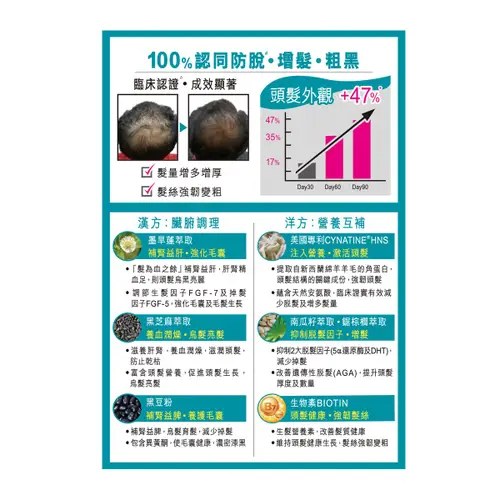 100%認同防脫*·增髮·粗黑
臨床認證*·成效顯著
髮量增多增厚
髮絲強韌變粗
頭髮外觀 +47%*
47%
35%
17%
Day30 Day60 Day90
漢方:臟腑調理
墨旱蓮萃取
補腎益肝·強化毛囊
•「髮為血之餘」補腎益肝,肝腎精
血足,則頭髮烏黑亮麗
•調節生髮因子FGF-7及掉髮
因子FGF-5,強化毛囊及毛髮生長
黑芝麻萃取
養血潤燥·烏髮亮髮
•滋養肝腎、養血潤燥,滋潤頭髮,
防止乾枯
•富含頭髮營養,促進頭髮生長,
烏髮亮髮
黑豆粉
補腎益脾·養護毛囊
•補腎益脾、烏髮育髮,減少掉髮
•包含異黃酮,使毛囊健康,濃密漆黑
洋方:營養互補
美國專利CYNATINE®HNS
注入營養·激活頭髮
•提取自新西蘭綿羊羊毛的角蛋白,
頭髮結構的關鍵成份,強韌頭髮
•蘊含天然安氨酸,臨床證實有效減
少脫髮及增多髮量
南瓜籽萃取·鋸棕櫚萃取
抑制脫髮因子·增髮
•抑制2大脫髮因子(5α還原酶及DHT),
減少掉髮
•改善遺傳性脫髮(AGA),提升頭髮
厚度及數量
B7
生物素BIOTIN
頭髮健康·強韌髮絲
•生髮營養素,改善髮質健康
•維持頭髮健康生長,髮絲強韌變粗